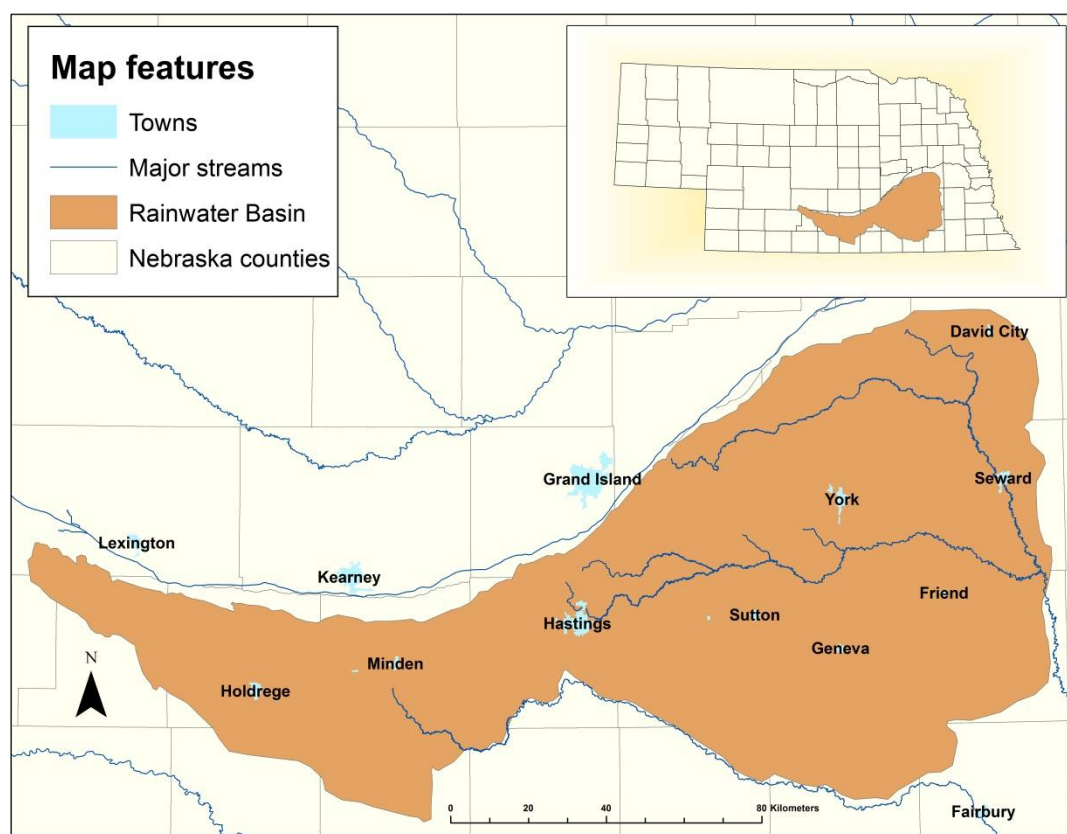 Map features
Towns
Major streams
Rainwater Basin
Nebraska counties
David City
Grand Island
Seward
York
Lexington
Kearney
Friend
Hastings
Sutton
Geneva
Minden
Holdrege
N
0 20 40 80 Kilometers
Fairbury